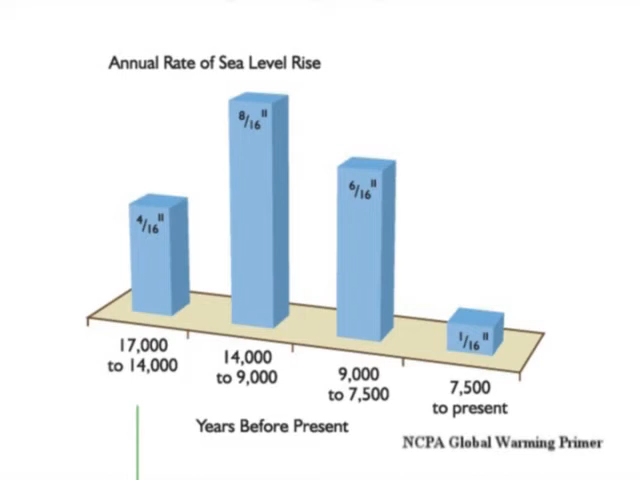 Annual Rate of Sea Level Rise
4/16"
8/16"
6/16"
1/16"
17,000
to 14,000
14,000
to 9,000
9,000
to 7,500
7,500
to present
Years Before Present
NCPA Global Warming Primer